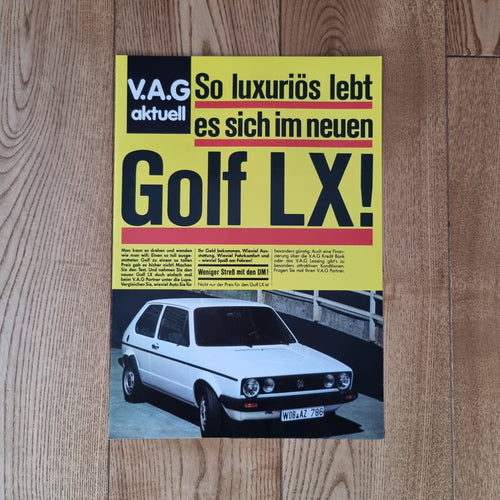 V.A.G
aktuell
So luxuriös lebt
es sich im neuen
Golf LX!
Man kann es drehen und wenden
wie man will: Einen so toll ausge-
statteten Golf zu einem so tollen
Preis gab es bisher nicht! Machen
Sie den Test. Und nehmen Sie den
neuen Golf LX doch einfach mal
beim V.A.G Partner unter die Lupe.
Vergleichen Sie, wieviel Auto Sie für
Ihr Geld bekommen. Wieviel Aus-
stattung. Wieviel Fahrkomfort und
– wieviel Spaß am Fahren!
Weniger Streß mit den DM!
Nicht nur der Preis für den Golf LX ist
besonders günstig. Auch eine Finan-
zierung über die V.A.G Kredit Bank
oder das V.A.G Leasing gibt's zu
besonders attraktiven Konditionen.
Fragen Sie mal Ihren V.A.G Partner.
WOB AZ 786